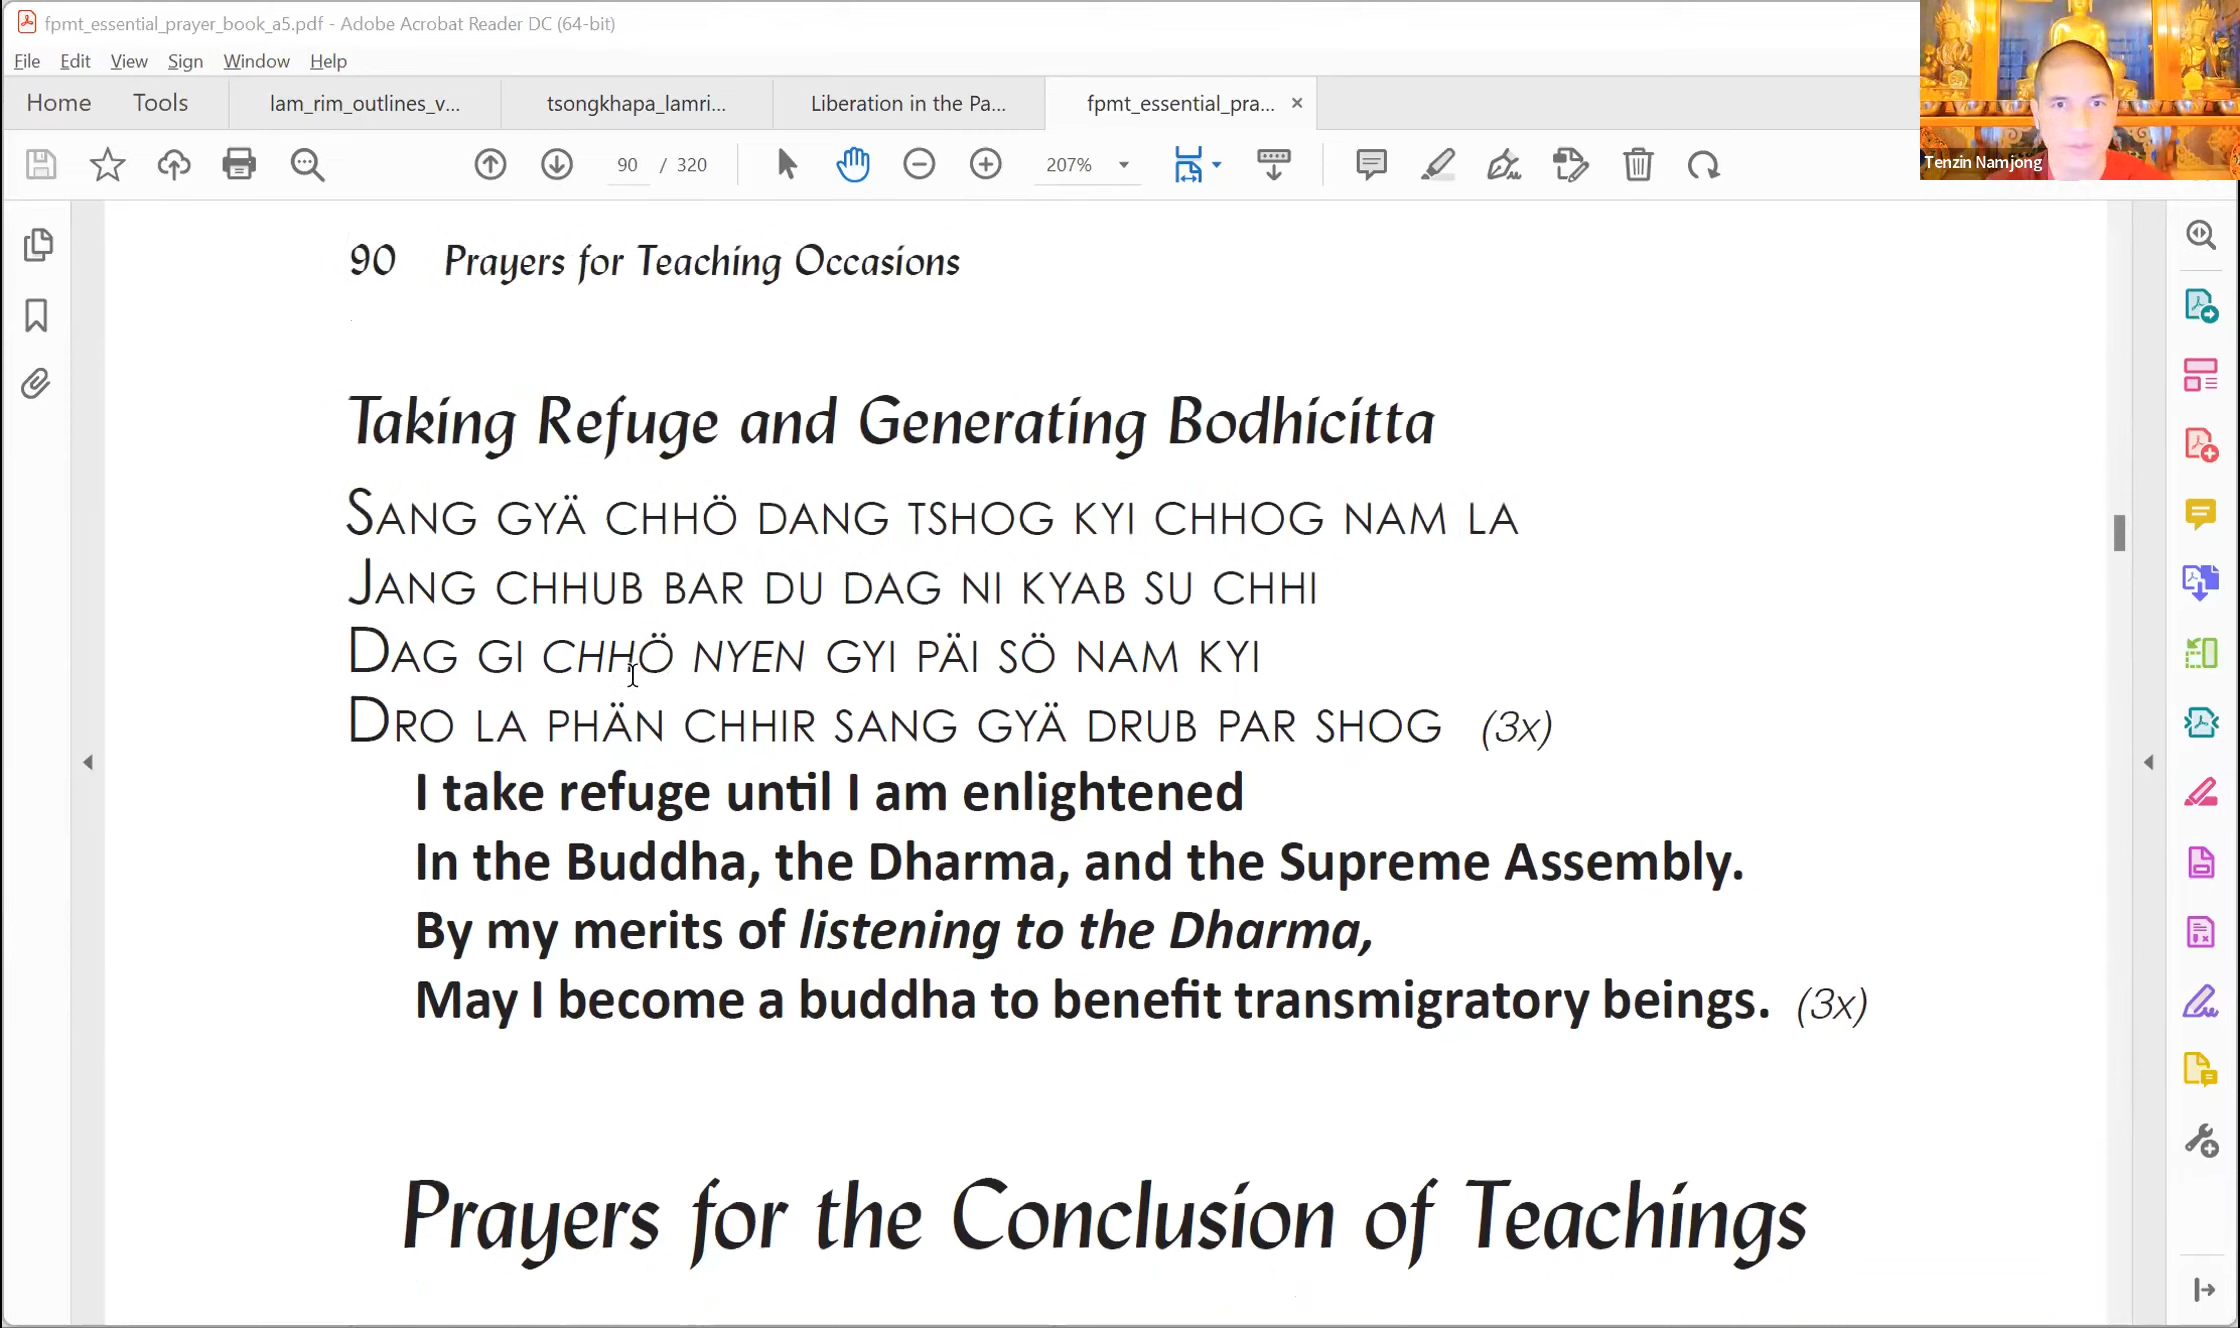 fpmt_essential_prayer_book_a5.pdf - Adobe Acrobat Reader DC (64-bit)
File Edit View Sign Window Help
Home Tools lam_rim_outlines_v... tsongkhapa_lamri... Liberation in the Pa... fpmt_essential_pra... ×
90 / 320 207%
Tenzin Namjong
90 Prayers for Teaching Occasions
Taking Refuge and Generating Bodhicitta
SANG GYÄ CHHÖ DANG TSHOG KYI CHHOG NAM LA
JANG CHHUB BAR DU DAG NI KYAB SU CHHI
DAG GI CHHÖ NYEN GYI PÄI SÖ NAM KYI
DRO LA PHÄN CHHIR SANG GYÄ DRUB PAR SHOG (3x)
I take refuge until I am enlightened
In the Buddha, the Dharma, and the Supreme Assembly.
By my merits of listening to the Dharma,
May I become a buddha to benefit transmigratory beings. (3x)
Prayers for the Conclusion of Teachings